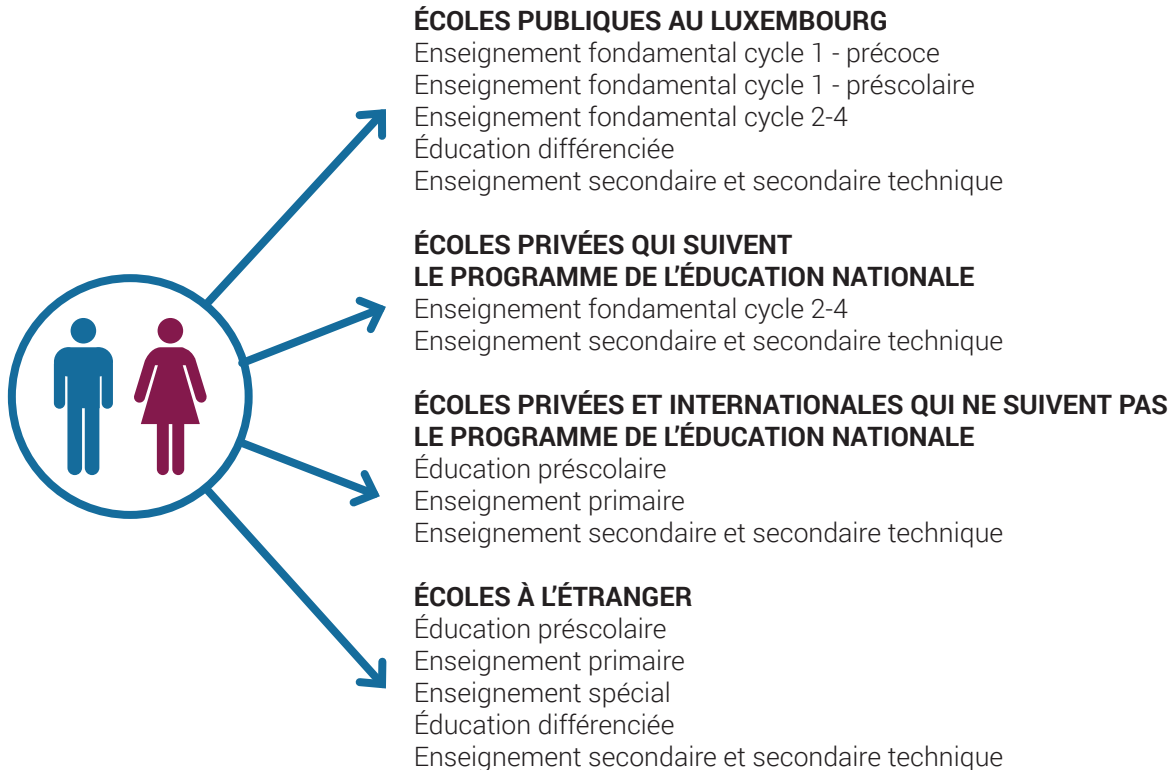 ÉCOLES PUBLIQUES AU LUXEMBOURG
Enseignement fondamental cycle 1 - précoce
Enseignement fondamental cycle 1 - préscolaire
Enseignement fondamental cycle 2-4
Éducation différenciée
Enseignement secondaire et secondaire technique
ÉCOLES PRIVÉES QUI SUIVENT
LE PROGRAMME DE L’ÉDUCATION NATIONALE
Enseignement fondamental cycle 2-4
Enseignement secondaire et secondaire technique
ÉCOLES PRIVÉES ET INTERNATIONALES QUI NE SUIVENT PAS
LE PROGRAMME DE L’ÉDUCATION NATIONALE
Éducation préscolaire
Enseignement primaire
Enseignement secondaire et secondaire technique
ÉCOLES À L’ÉTRANGER
Éducation préscolaire
Enseignement primaire
Enseignement spécial
Éducation différenciée
Enseignement secondaire et secondaire technique